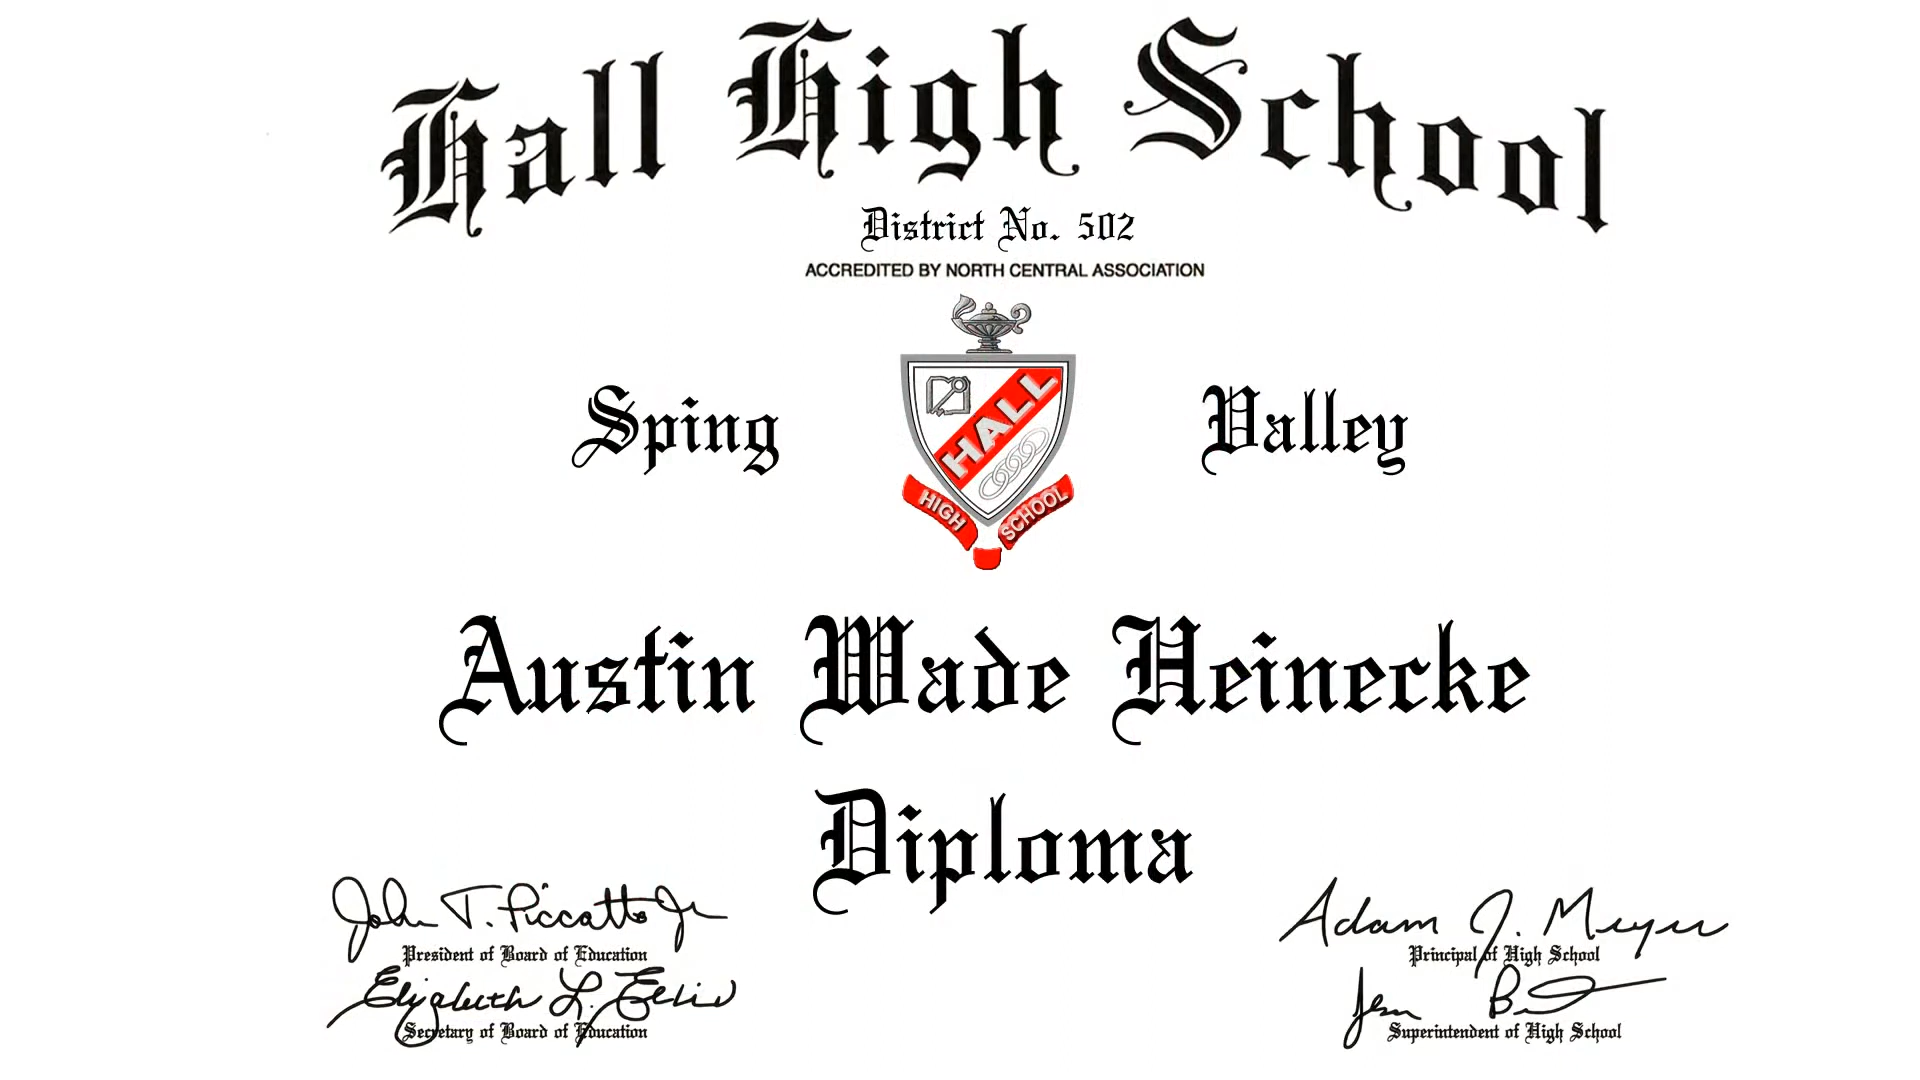 Hall High School
District No. 502
ACCREDITED BY NORTH CENTRAL ASSOCIATION
Sping Valley
HALL
HIGH SCHOOL
Austin Wade Heinecke
Diploma
John T. Piccatto Jr
President of Board of Education
Elizabeth L. Ellis
Secretary of Board of Education
Adam J. Meyer
Principal of High School
Superintendent of High School